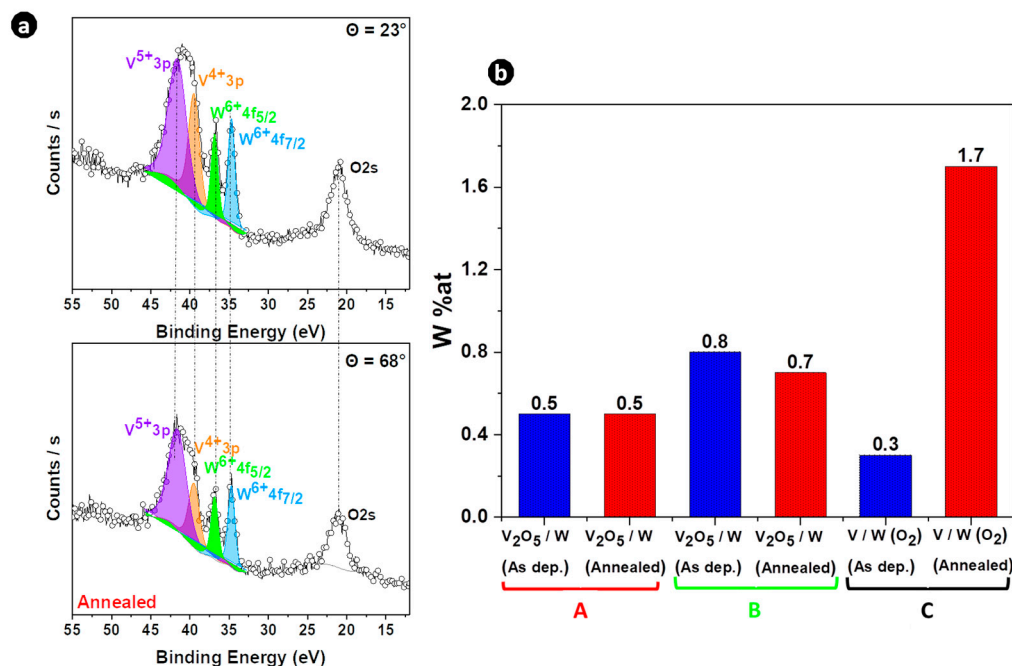 a
Θ = 23°
V5+3p
V4+3p
W6+4f5/2
W6+4f7/2
O2s
Counts / s
55 50 45 40 35 30 25 20 15
Binding Energy (eV)
Θ = 68°
V5+3p
V4+3p
W6+4f5/2
W6+4f7/2
O2s
Counts / s
Annealed
55 50 45 40 35 30 25 20 15
Binding Energy (eV)
b
2.0
1.6
1.2
0.8
0.4
0.0
W %at
0.5
0.5
0.8
0.7
0.3
1.7
V2O5 / W V2O5 / W V2O5 / W V2O5 / W V / W (O2) V / W (O2)
(As dep.) (Annealed) (As dep.) (Annealed) (As dep.) (Annealed)
A B C